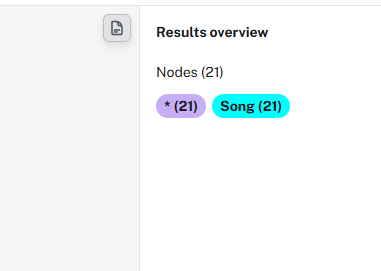 Results overview
Nodes (21)
* (21) Song (21)